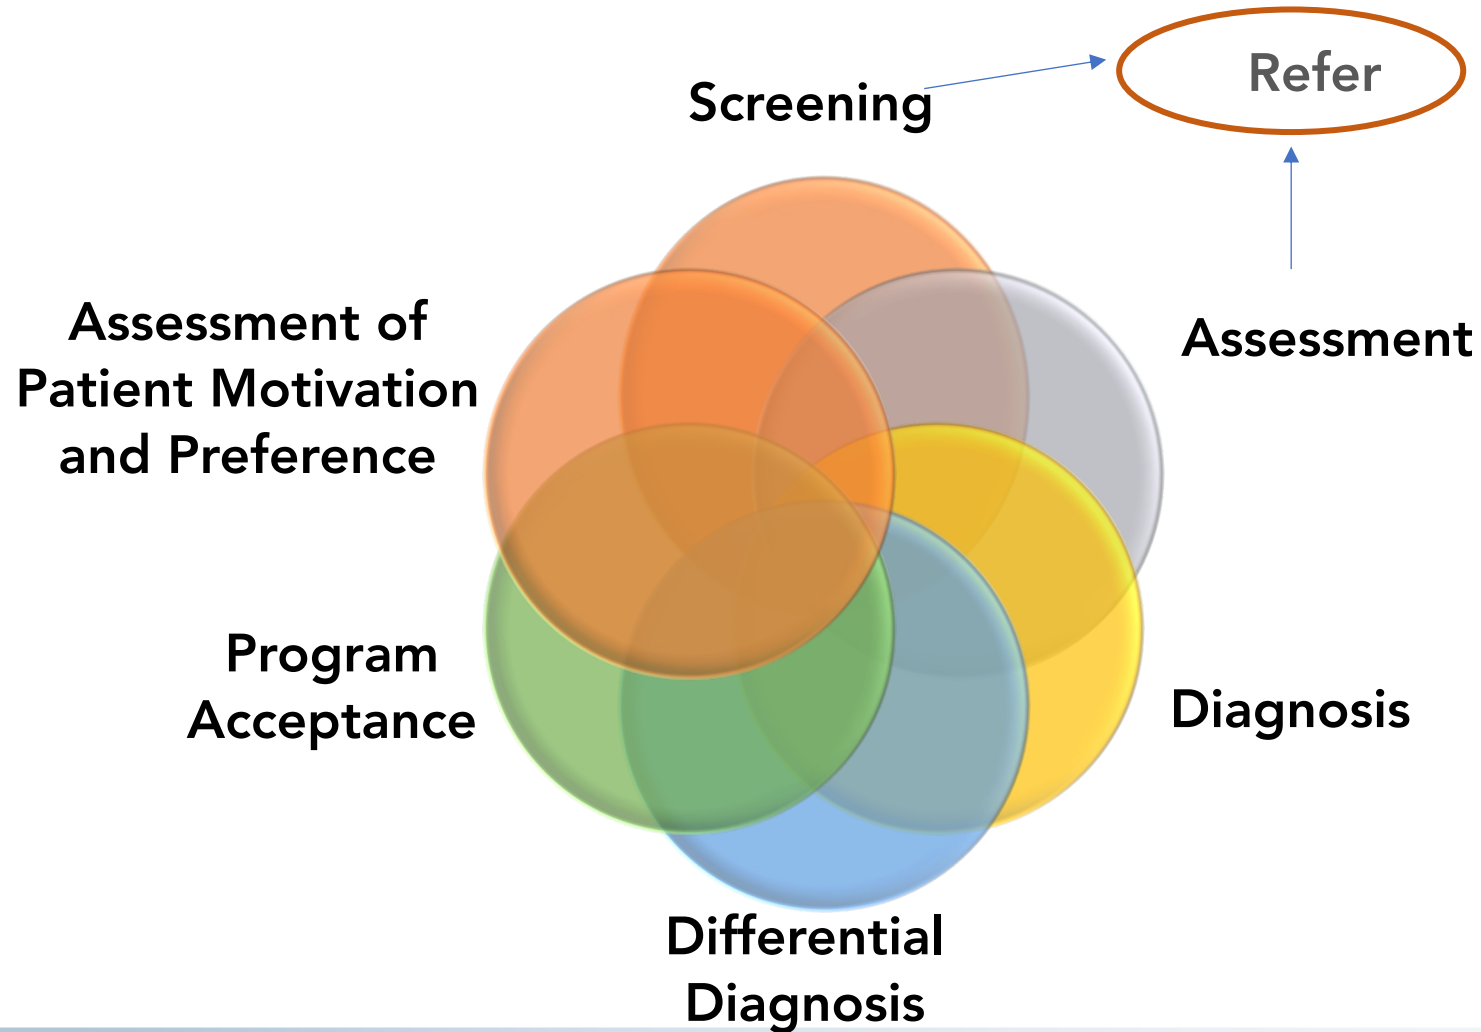 Refer
Screening
Assessment
Assessment of
Patient Motivation
and Preference
Program
Acceptance
Diagnosis
Differential
Diagnosis